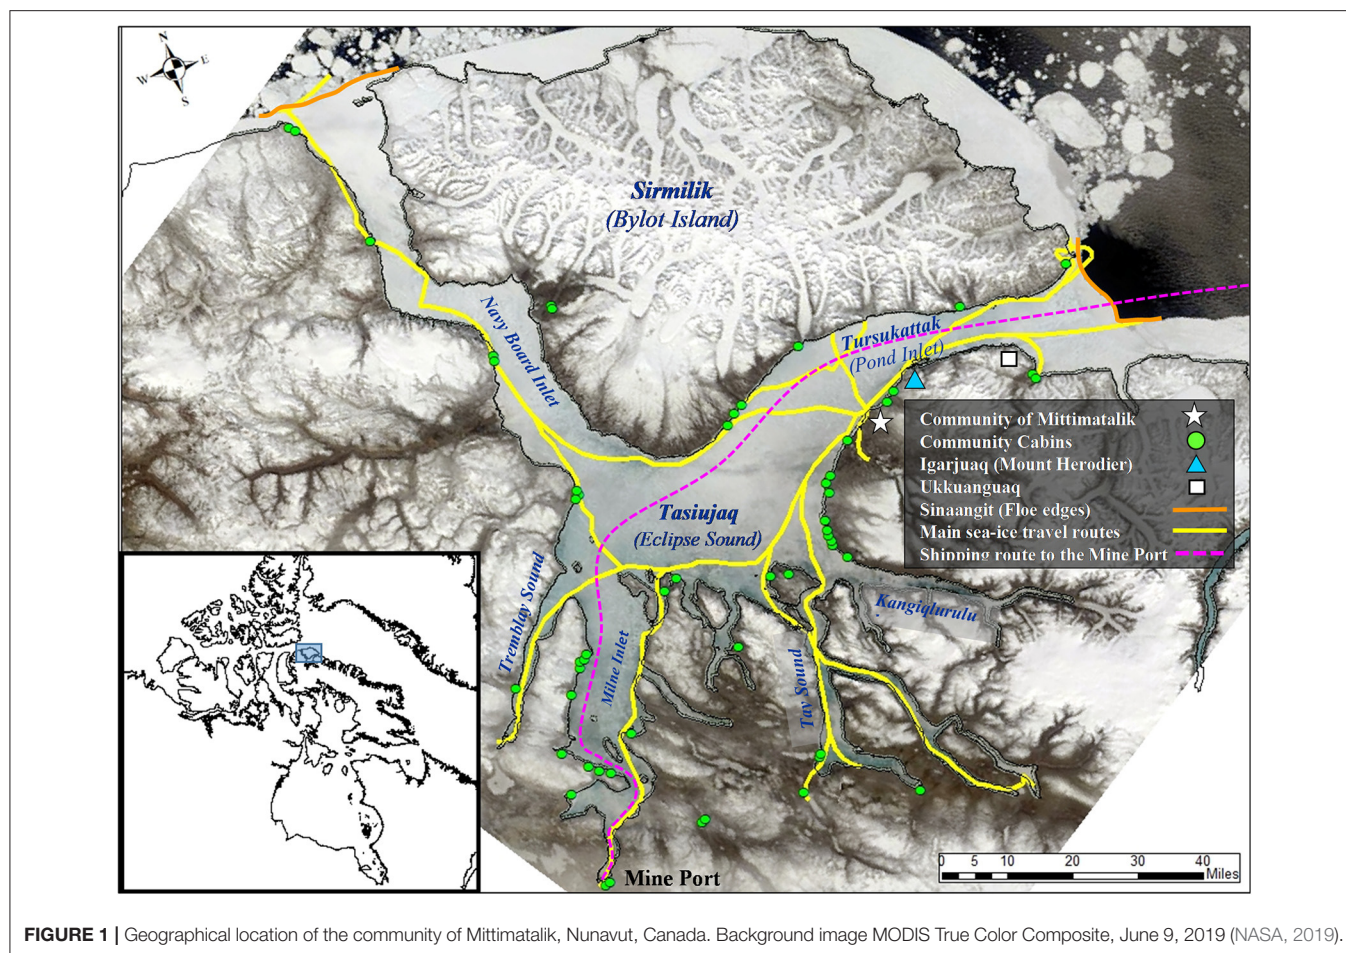 N
W
E
S
Sirmilik
(Bylot Island)
Navy Board Inlet
Tursukattak
(Pond Inlet)
Community of Mittimatalik
Community Cabins
Igarjuaq (Mount Herodier)
Ukkuanguaq
Sinaangit (Floe edges)
Main sea-ice travel routes
Shipping route to the Mine Port
Tasiujaq
(Eclipse Sound)
Tremblay Sound
Milne Inlet
Tay Sound
Kangiqlurulu
Mine Port
0 5 10 20 30 40
Miles
FIGURE 1 | Geographical location of the community of Mittimatalik, Nunavut, Canada. Background image MODIS True Color Composite, June 9, 2019 (NASA, 2019).